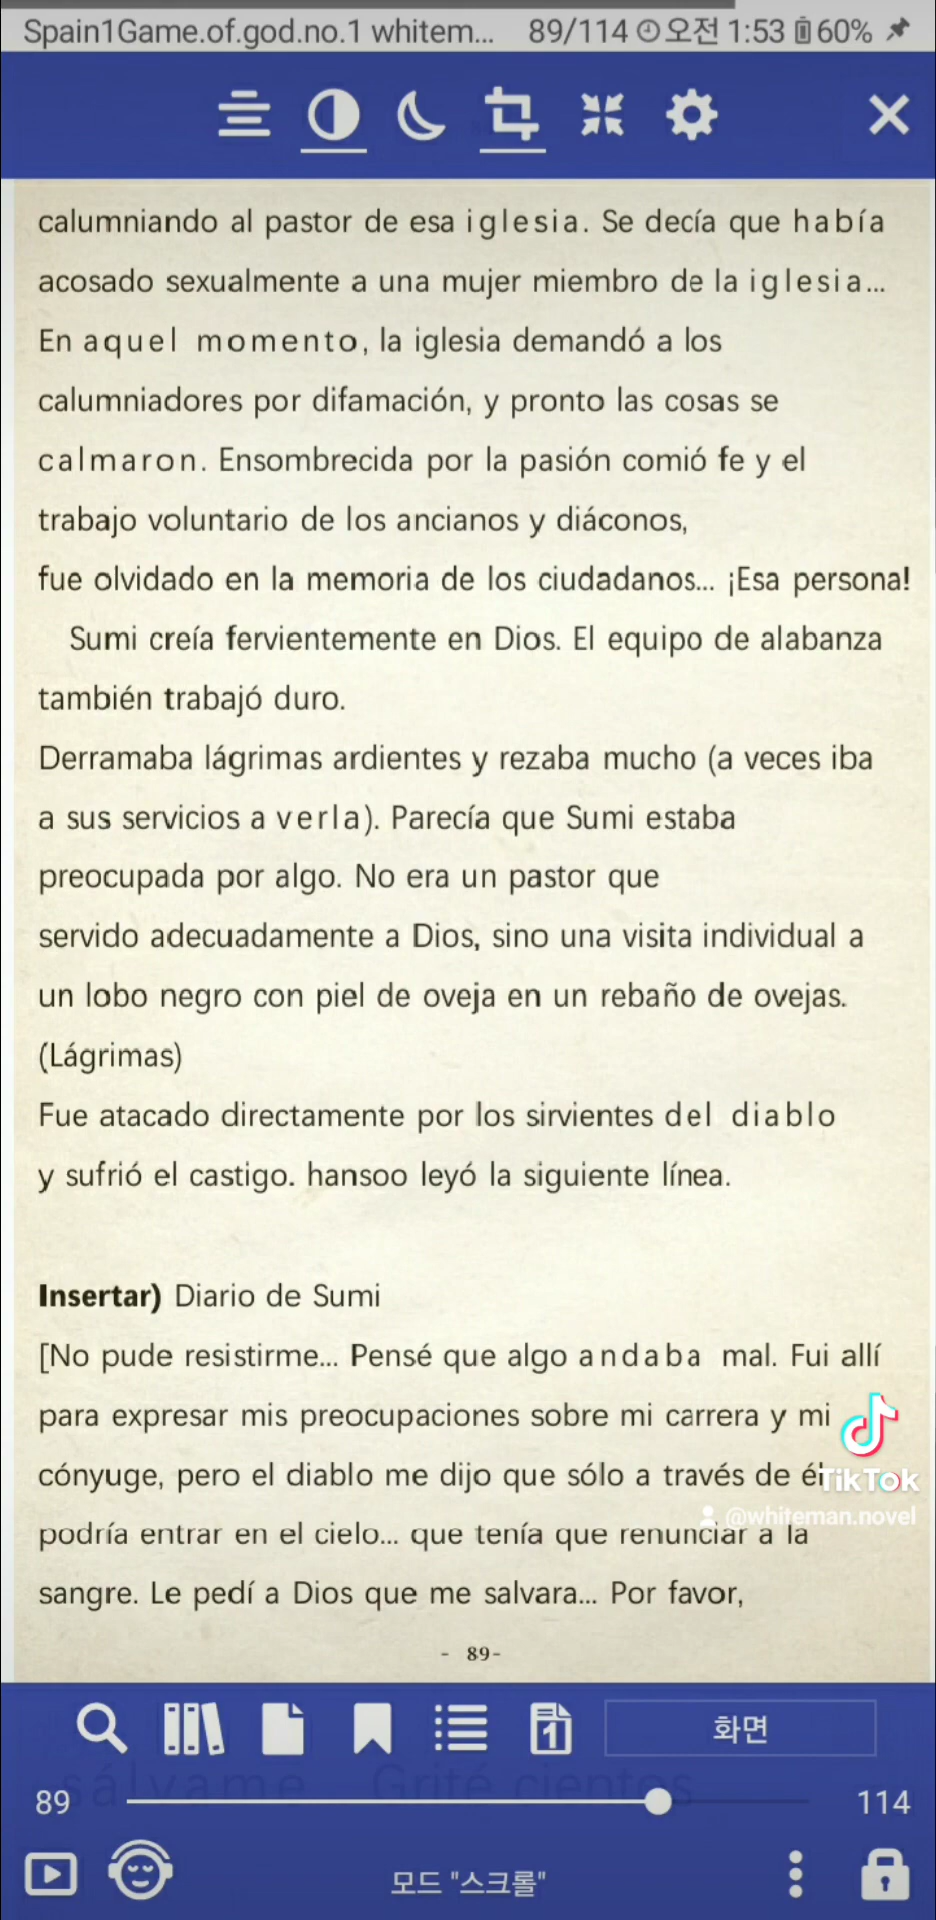 Spain1Game.of.god.no.1 whitem... 89/114 오전 1:53 60%
calumniando al pastor de esa iglesia. Se decía que había
acosado sexualmente a una mujer miembro de la iglesia...
En aquel momento, la iglesia demandó a los
calumniadores por difamación, y pronto las cosas se
calmaron. Ensombrecida por la pasión comió fe y el
trabajo voluntario de los ancianos y diáconos,
fue olvidado en la memoria de los ciudadanos... ¡Esa persona!
Sumi creía fervientemente en Dios. El equipo de alabanza
también trabajó duro.
Derramaba lágrimas ardientes y rezaba mucho (a veces iba
a sus servicios a verla). Parecía que Sumi estaba
preocupada por algo. No era un pastor que
servido adecuadamente a Dios, sino una visita individual a
un lobo negro con piel de oveja en un rebaño de ovejas.
(Lágrimas)
Fue atacado directamente por los sirvientes del diablo
y sufrió el castigo. hansoo leyó la siguiente línea.
Insertar) Diario de Sumi
[No pude resistirme... Pensé que algo andaba mal. Fui allí
para expresar mis preocupaciones sobre mi carrera y mi
cónyuge, pero el diablo me dijo que sólo a través de él
TikTok
@whiteman.novel
podría entrar en el cielo... que tenía que renunciar a la
sangre. Le pedí a Dios que me salvara... Por favor,
- 89-
1
화면
sálvame Grité cientos
89
114
모드 "스크롤"